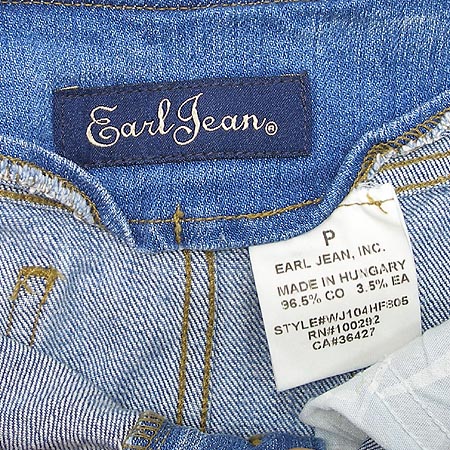 Earl Jean®
P
EARL JEAN, INC.
MADE IN HUNGARY
96.5% CO 3.5% EA
STYLE#WJ104HF805
RN#100292
CA#36427